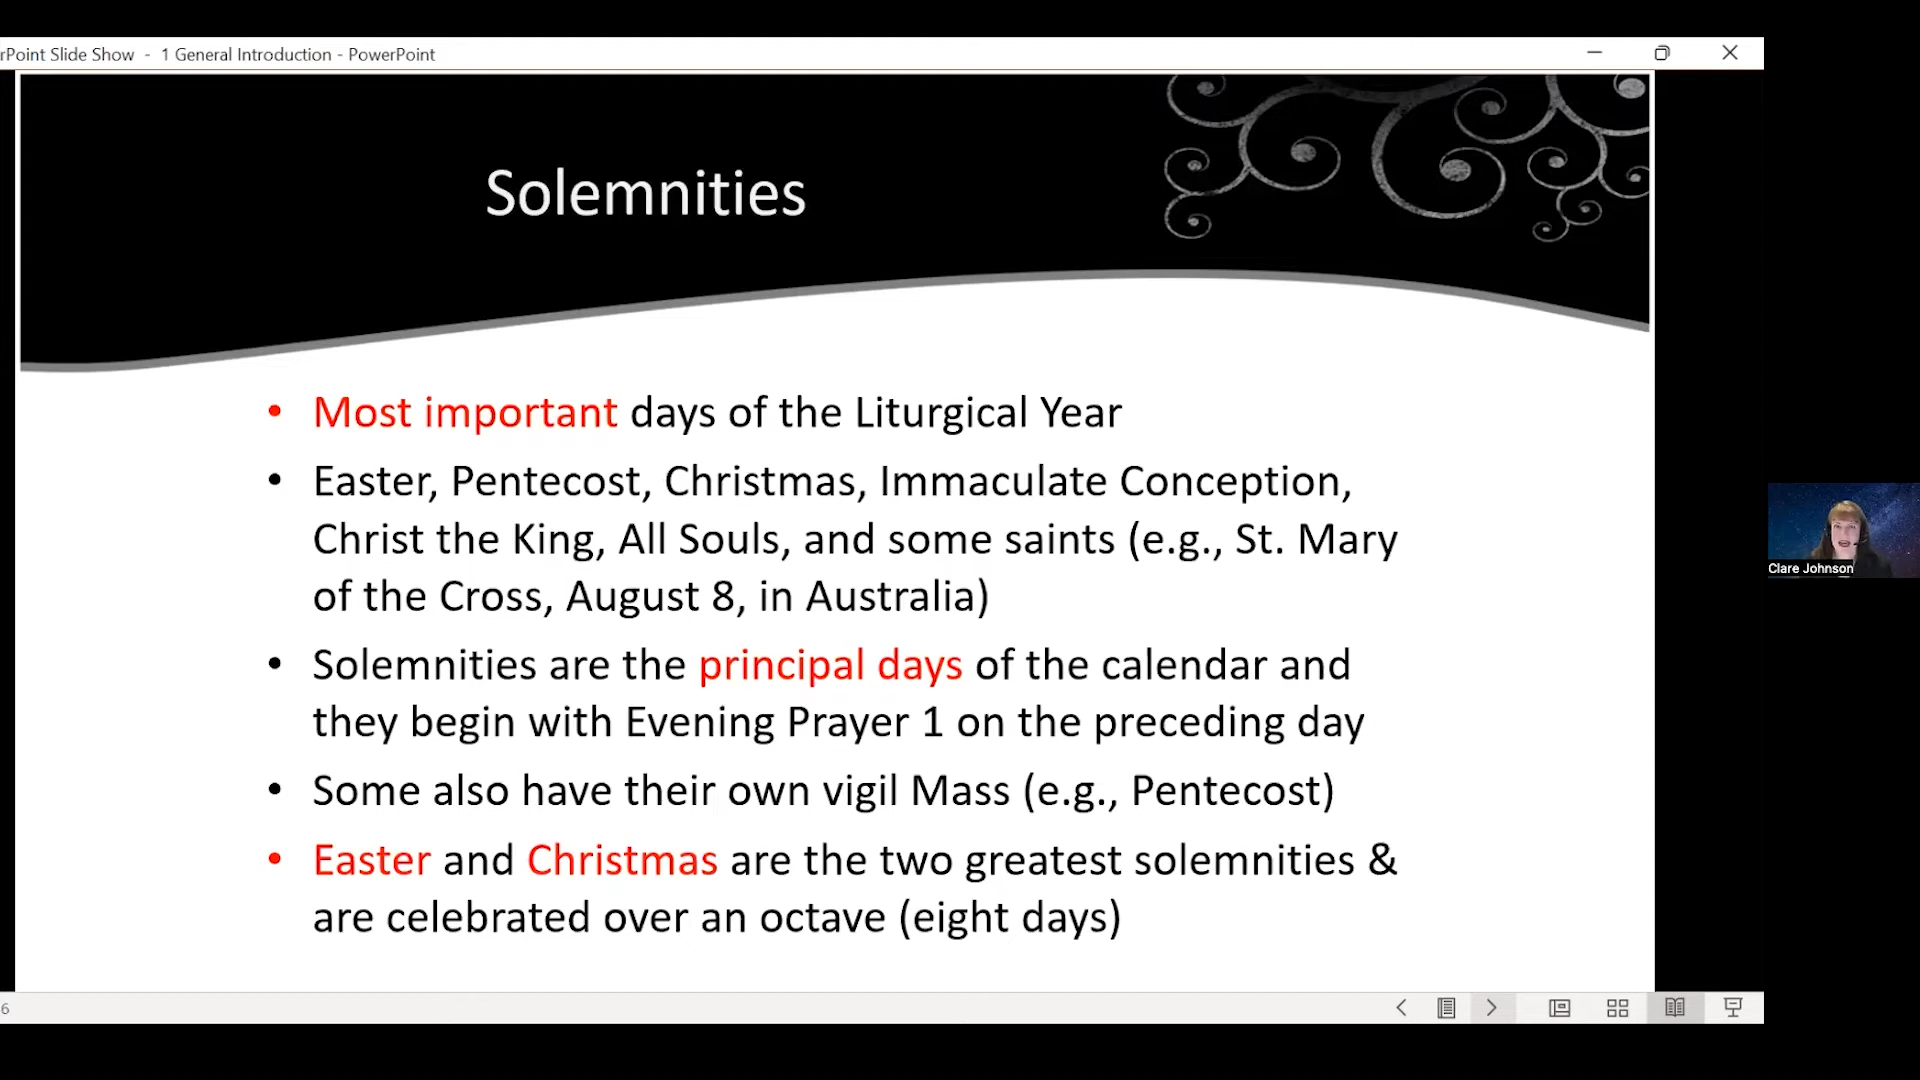 rPoint Slide Show - 1 General Introduction - PowerPoint
Solemnities
• Most important days of the Liturgical Year
• Easter, Pentecost, Christmas, Immaculate Conception,
Christ the King, All Souls, and some saints (e.g., St. Mary
of the Cross, August 8, in Australia)
• Solemnities are the principal days of the calendar and
they begin with Evening Prayer 1 on the preceding day
• Some also have their own vigil Mass (e.g., Pentecost)
• Easter and Christmas are the two greatest solemnities &
are celebrated over an octave (eight days)
Clare Johnson
6